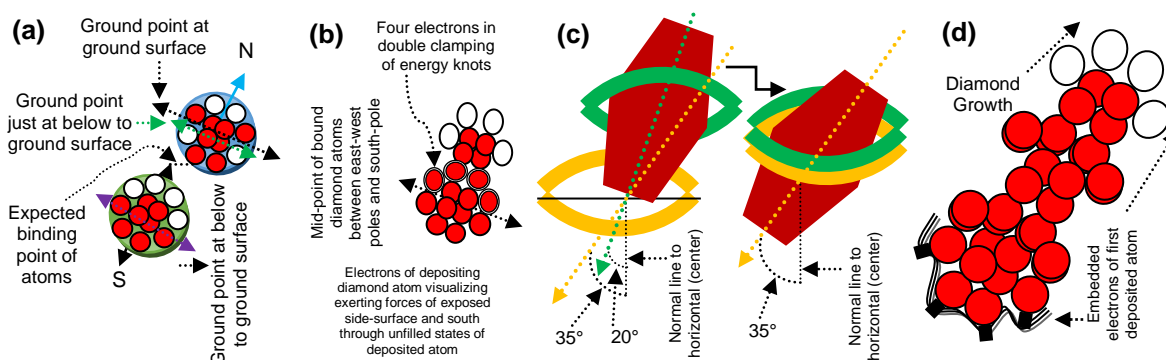 (a)
Ground point at
ground surface
N
Ground point
just at below to
ground surface
Expected
binding
point of
atoms
S
Ground point at below
to ground surface
(b)
Four electrons in
double clamping
of energy knots
Mid-point of bound
diamond atoms
between east-west
poles and south-pole
Electrons of depositing
diamond atom visualizing
exerting forces of exposed
side-surface and south
through unfilled states of
deposited atom
(c)
35°
20°
Normal line to
horizontal (center)
35°
Normal line to
horizontal (center)
(d)
Diamond
Growth
Embedded
electrons of first
deposited atom